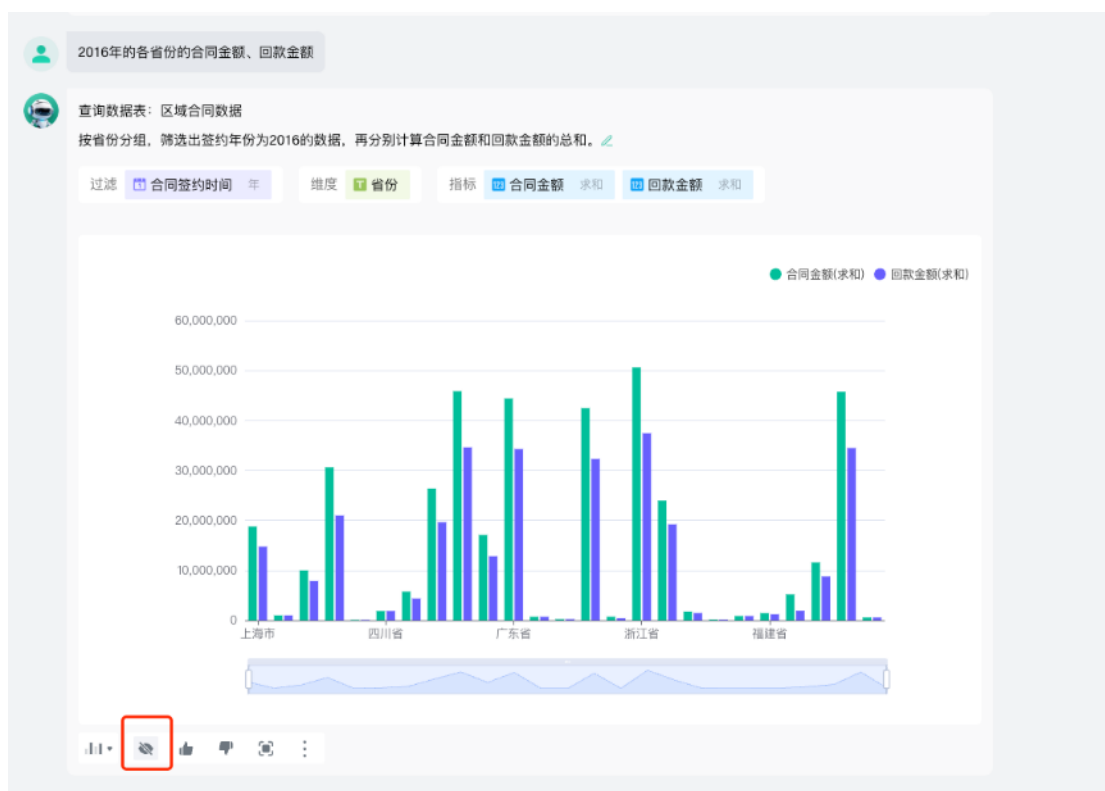 2016年的各省份的合同金额、回款金额
查询数据表：区域合同数据
按省份分组，筛选出签约年份为2016的数据，再分别计算合同金额和回款金额的总和。
过滤 合同签约时间 年 维度 T 省份 指标 123 合同金额 求和 123 回款金额 求和
合同金额(求和) 回款金额(求和)
60,000,000
50,000,000
40,000,000
30,000,000
20,000,000
10,000,000
0
上海市 四川省 广东省 浙江省 福建省